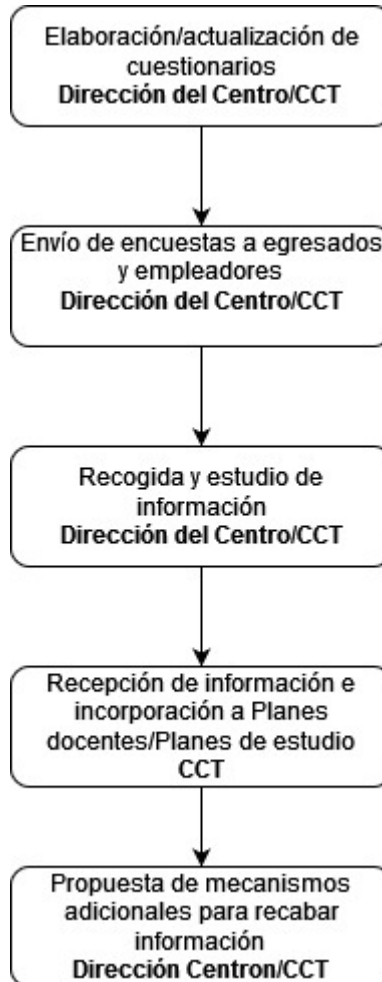 Elaboración/actualización de
cuestionarios
Dirección del Centro/CCT
Envío de encuestas a egresados
y empleadores
Dirección del Centro/CCT
Recogida y estudio de
información
Dirección del Centro/CCT
Recepción de información e
incorporación a Planes
docentes/Planes de estudio
CCT
Propuesta de mecanismos
adicionales para recabar
información
Dirección Centron/CCT